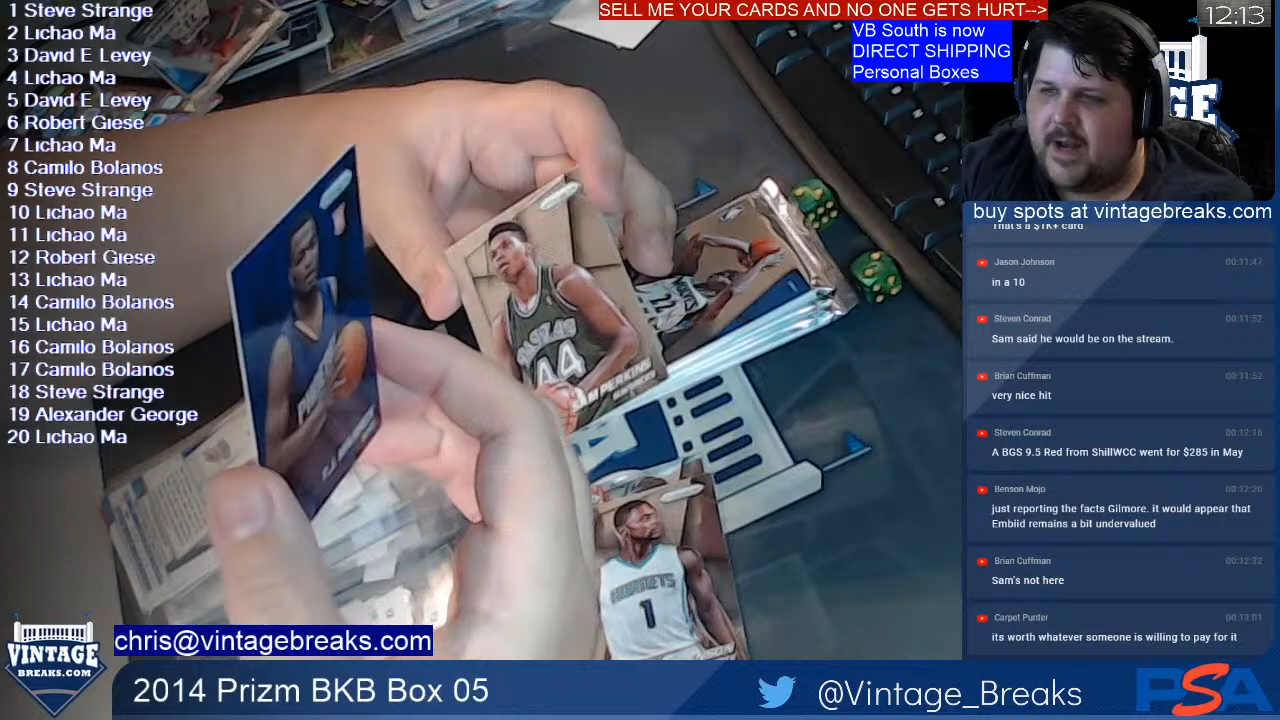 1 Steve Strange
2 Lichao Ma
3 David E Levey
4 Lichao Ma
5 David E Levey
6 Robert Giese
7 Lichao Ma
8 Camilo Bolanos
9 Steve Strange
10 Lichao Ma
11 Lichao Ma
12 Robert Giese
13 Lichao Ma
14 Camilo Bolanos
15 Lichao Ma
16 Camilo Bolanos
17 Camilo Bolanos
18 Steve Strange
19 Alexander George
20 Lichao Ma
SELL ME YOUR CARDS AND NO ONE GETS HURT-->
VB South is now
DIRECT SHIPPING
Personal Boxes
12:13
buy spots at vintagebreaks.com
That's a $1K+ card
Jason Johnson 00:11:47
in a 10
Steven Conrad 00:11:52
Sam said he would be on the stream.
Brian Cuffman 00:11:52
very nice hit
Steven Conrad 00:12:16
A BGS 9.5 Red from ShillWCC went for $285 in May
Benson Mojo 00:12:20
just reporting the facts Gilmore. it would appear that
Embiid remains a bit undervalued
Brian Cuffman 00:12:32
Sam's not here
Carpet Punter 00:13:01
its worth whatever someone is willing to pay for it
44
PERKINS
22
HORNETS
1
VINTAGE
BREAKS.COM
chris@vintagebreaks.com
2014 Prizm BKB Box 05
@Vintage_Breaks
PSA